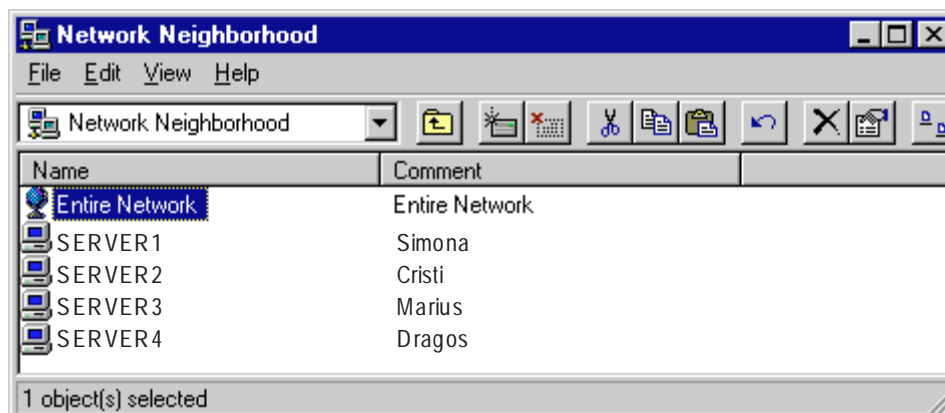 Network Neighborhood
File Edit View Help
Network Neighborhood
Name Comment
Entire Network Entire Network
SERVER1 Simona
SERVER2 Cristi
SERVER3 Marius
SERVER4 Dragos
1 object(s) selected